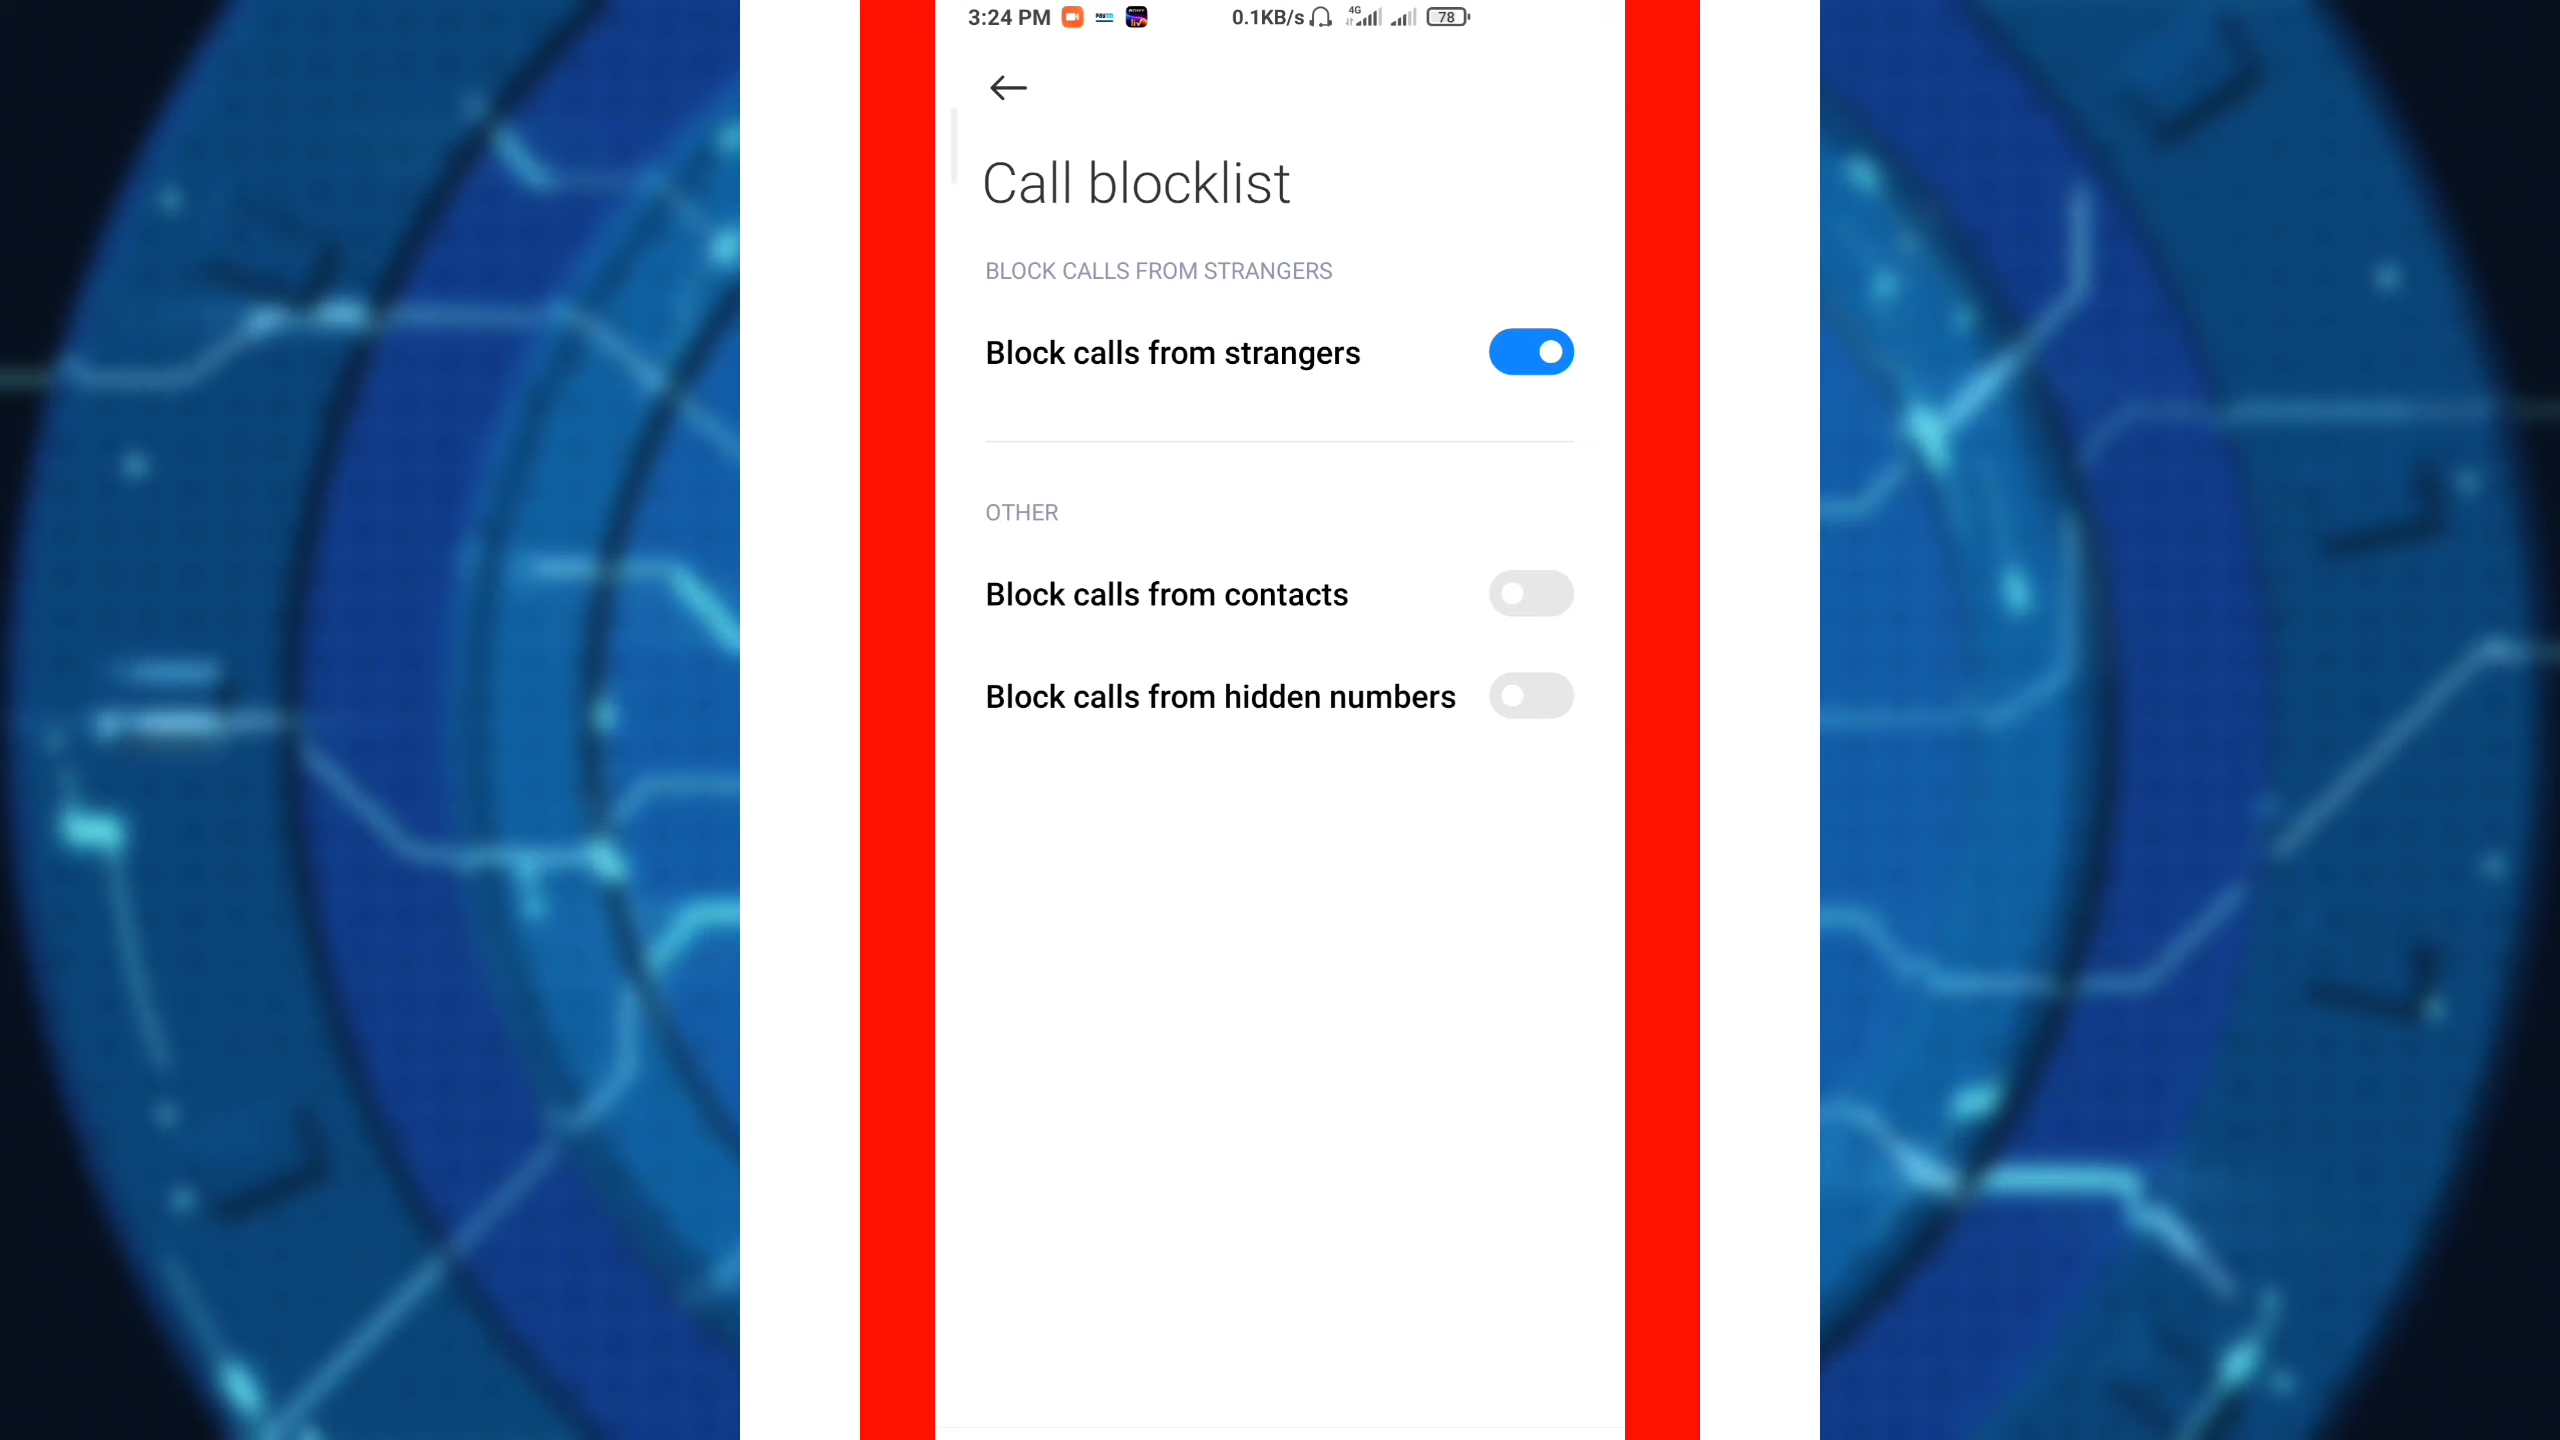 3:24 PM 0.1KB/s 4G 78
Call blocklist
BLOCK CALLS FROM STRANGERS
Block calls from strangers
OTHER
Block calls from contacts
Block calls from hidden numbers